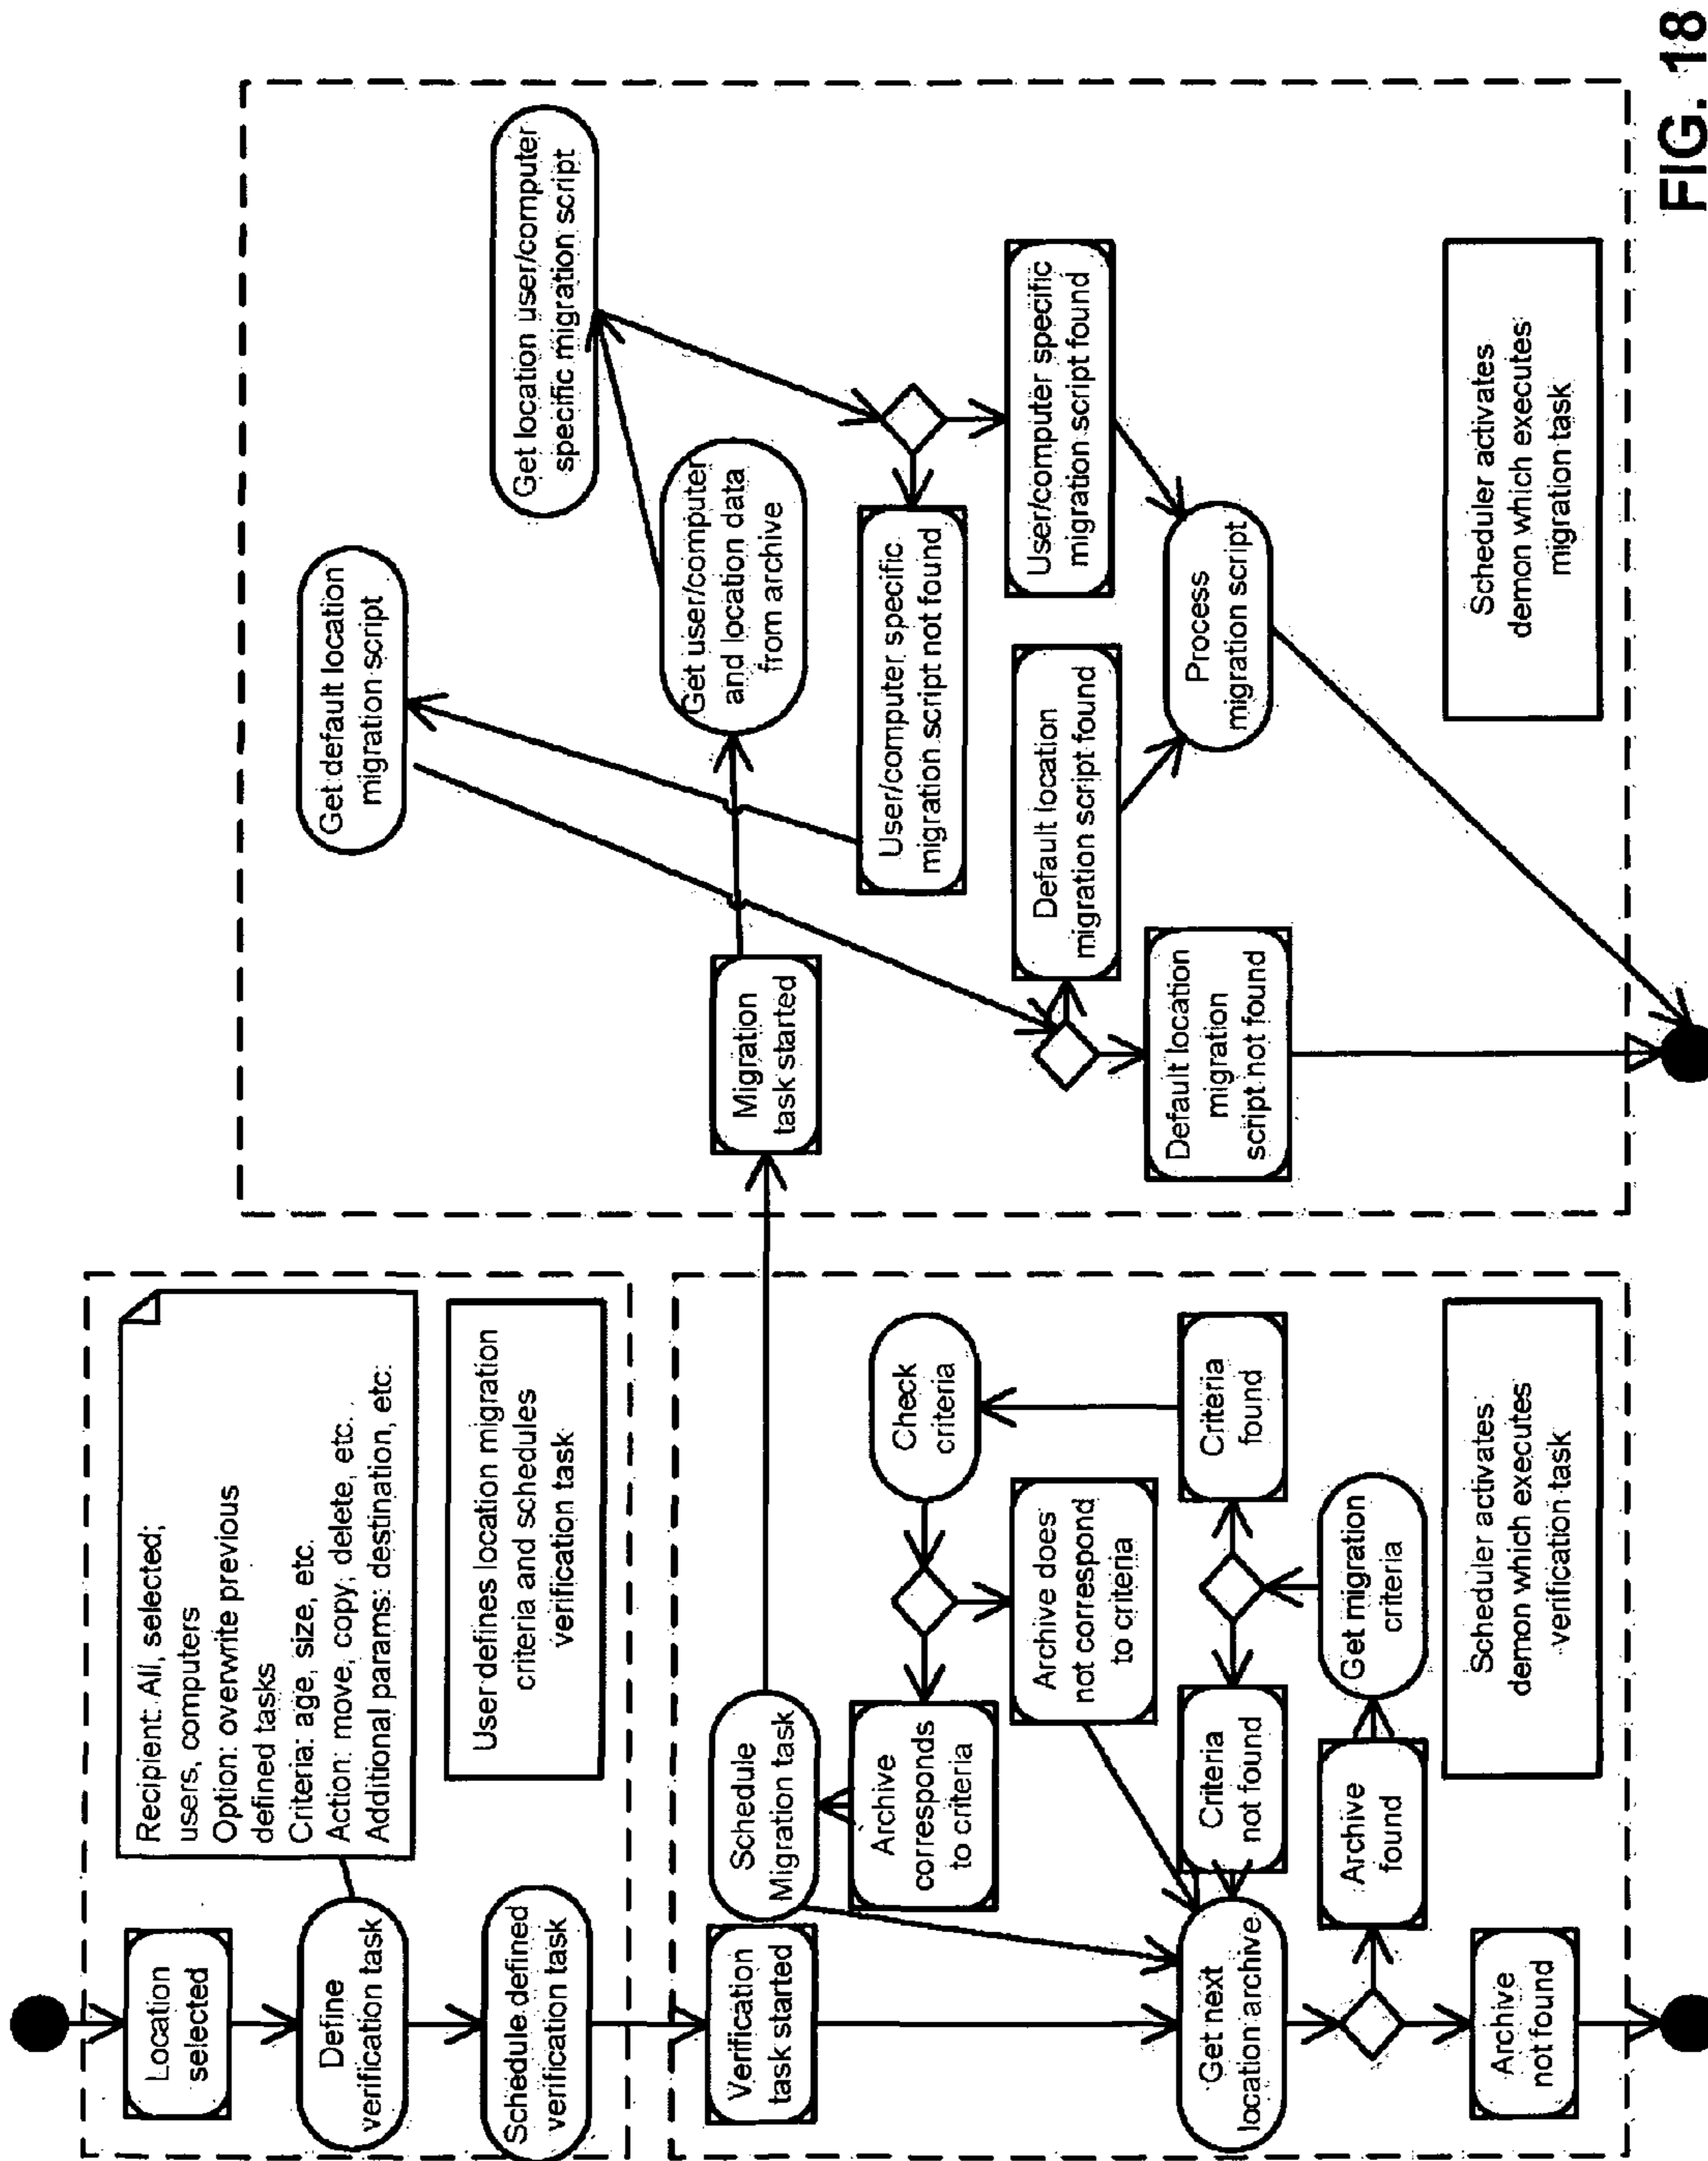 Location
selected
Define
verification task
Schedule defined
verification task
Recipient: All, selected;
users, computers
Option: overwrite previous
defined tasks
Criteria: age, size, etc.
Action: move, copy, delete, etc.
Additional params: destination, etc.
User defines location migration
criteria and schedules
verification task
Verification
task started
Schedule
Migration task
Archive
corresponds
to criteria
Check
criteria
Archive does
not correspond
to criteria
Get next
location archive
Criteria
not found
Criteria
found
Archive
found
Get migration
criteria
Archive
not found
Scheduler activates
demon which executes
verification task
Get default location
migration script
Get location user/computer
specific migration script
Migration
task started
Get user/computer
and location data
from archive
User/computer specific
migration script not found
User/computer specific
migration script found
Default location
migration script found
Default location
migration
script not found
Process
migration script
Scheduler activates
demon which executes
migration task
FIG. 18